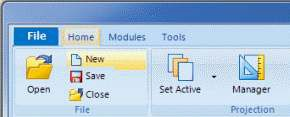 File Home Modules Tools
New
Save
Close
Open
File
Set Active
Manager
Projection